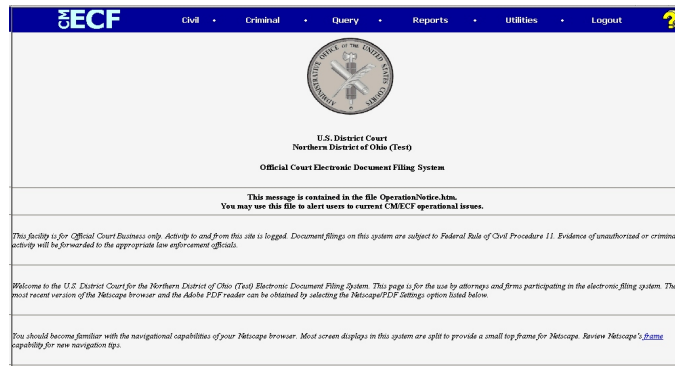 CM ECF Civil • Criminal • Query • Reports • Utilities • Logout ?
ADMINISTRATIVE OFFICE OF THE UNITED STATES COURTS
U.S. District Court
Northern District of Ohio (Test)
Official Court Electronic Document Filing System
This message is contained in the file OperationNotice.htm.
You may use this file to alert users to current CM/ECF operational issues.
This facility is for Official Court Business only. Activity to and from this site is logged. Document filings on this system are subject to Federal Rule of Civil Procedure 11. Evidence of unauthorized or crimina
activity will be forwarded to the appropriate law enforcement officials.
Welcome to the U.S. District Court for the Northern District of Ohio (Test) Electronic Document Filing System. This page is for the use by attorneys and firms participating in the electronic filing system. The
most recent version of the Netscape browser and the Adobe PDF reader can be obtained by selecting the Netscape/PDF Settings option listed below.
You should become familiar with the navigational capabilities of your Netscape browser. Most screen displays in this system are split to provide a small top frame for Netscape. Review Netscape's frame
capability for new navigation tips.